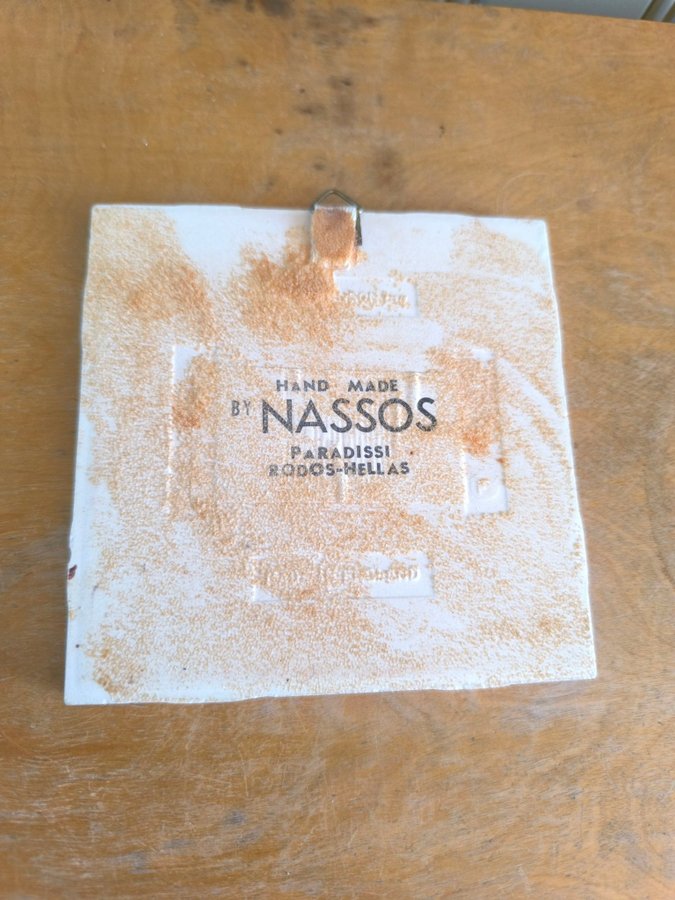 HAND MADE
BY NASSOS
PARADISSI
RODOS-HELLAS